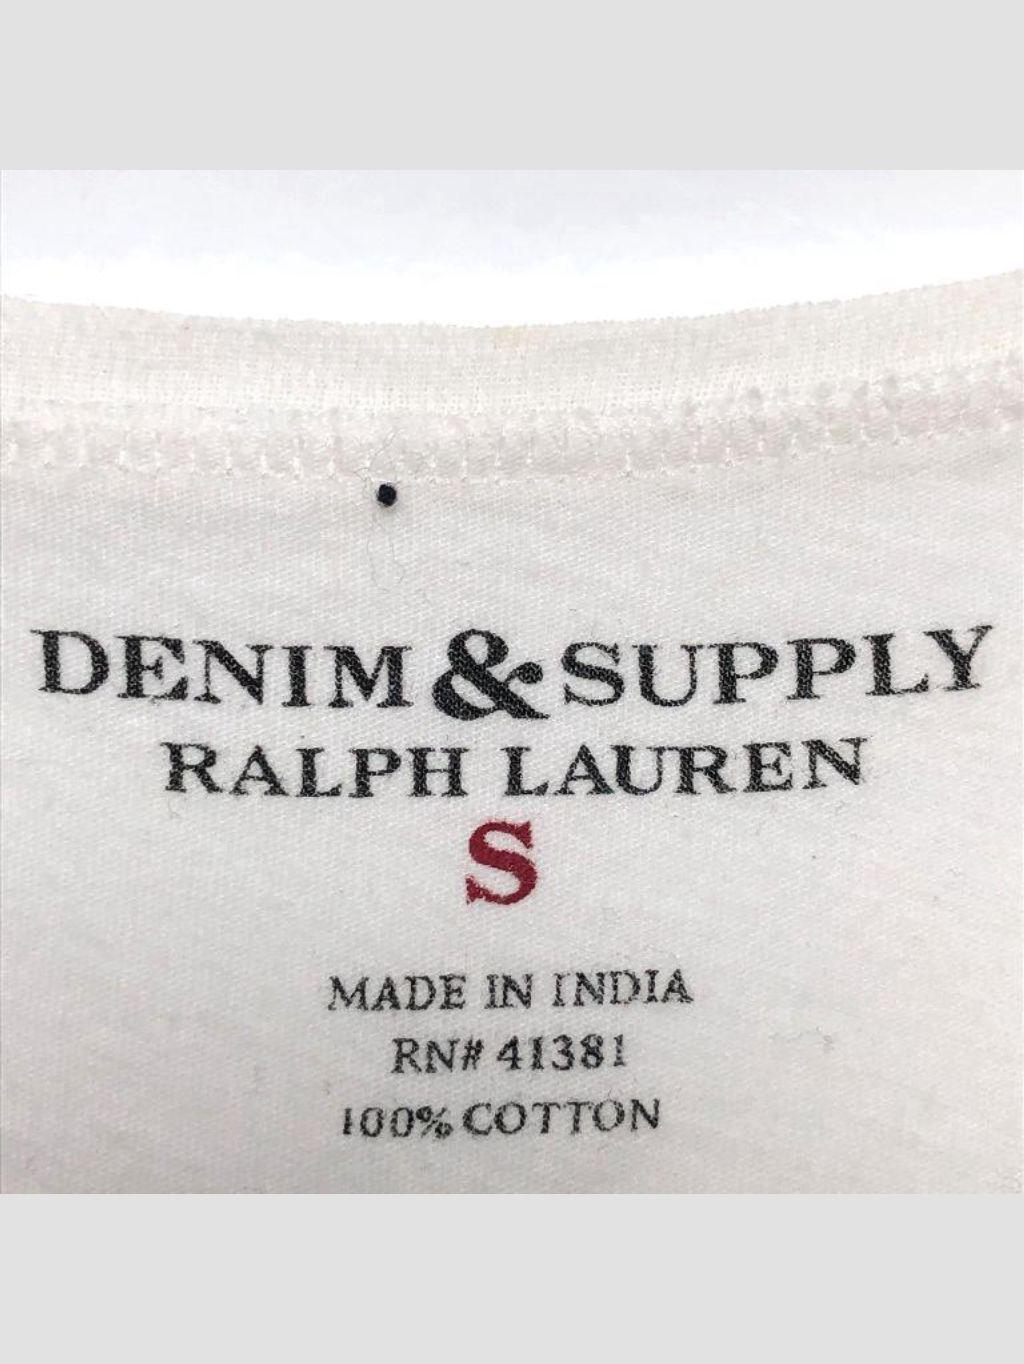 DENIM & SUPPLY
RALPH LAUREN
S
MADE IN INDIA
RN# 41381
100% COTTON